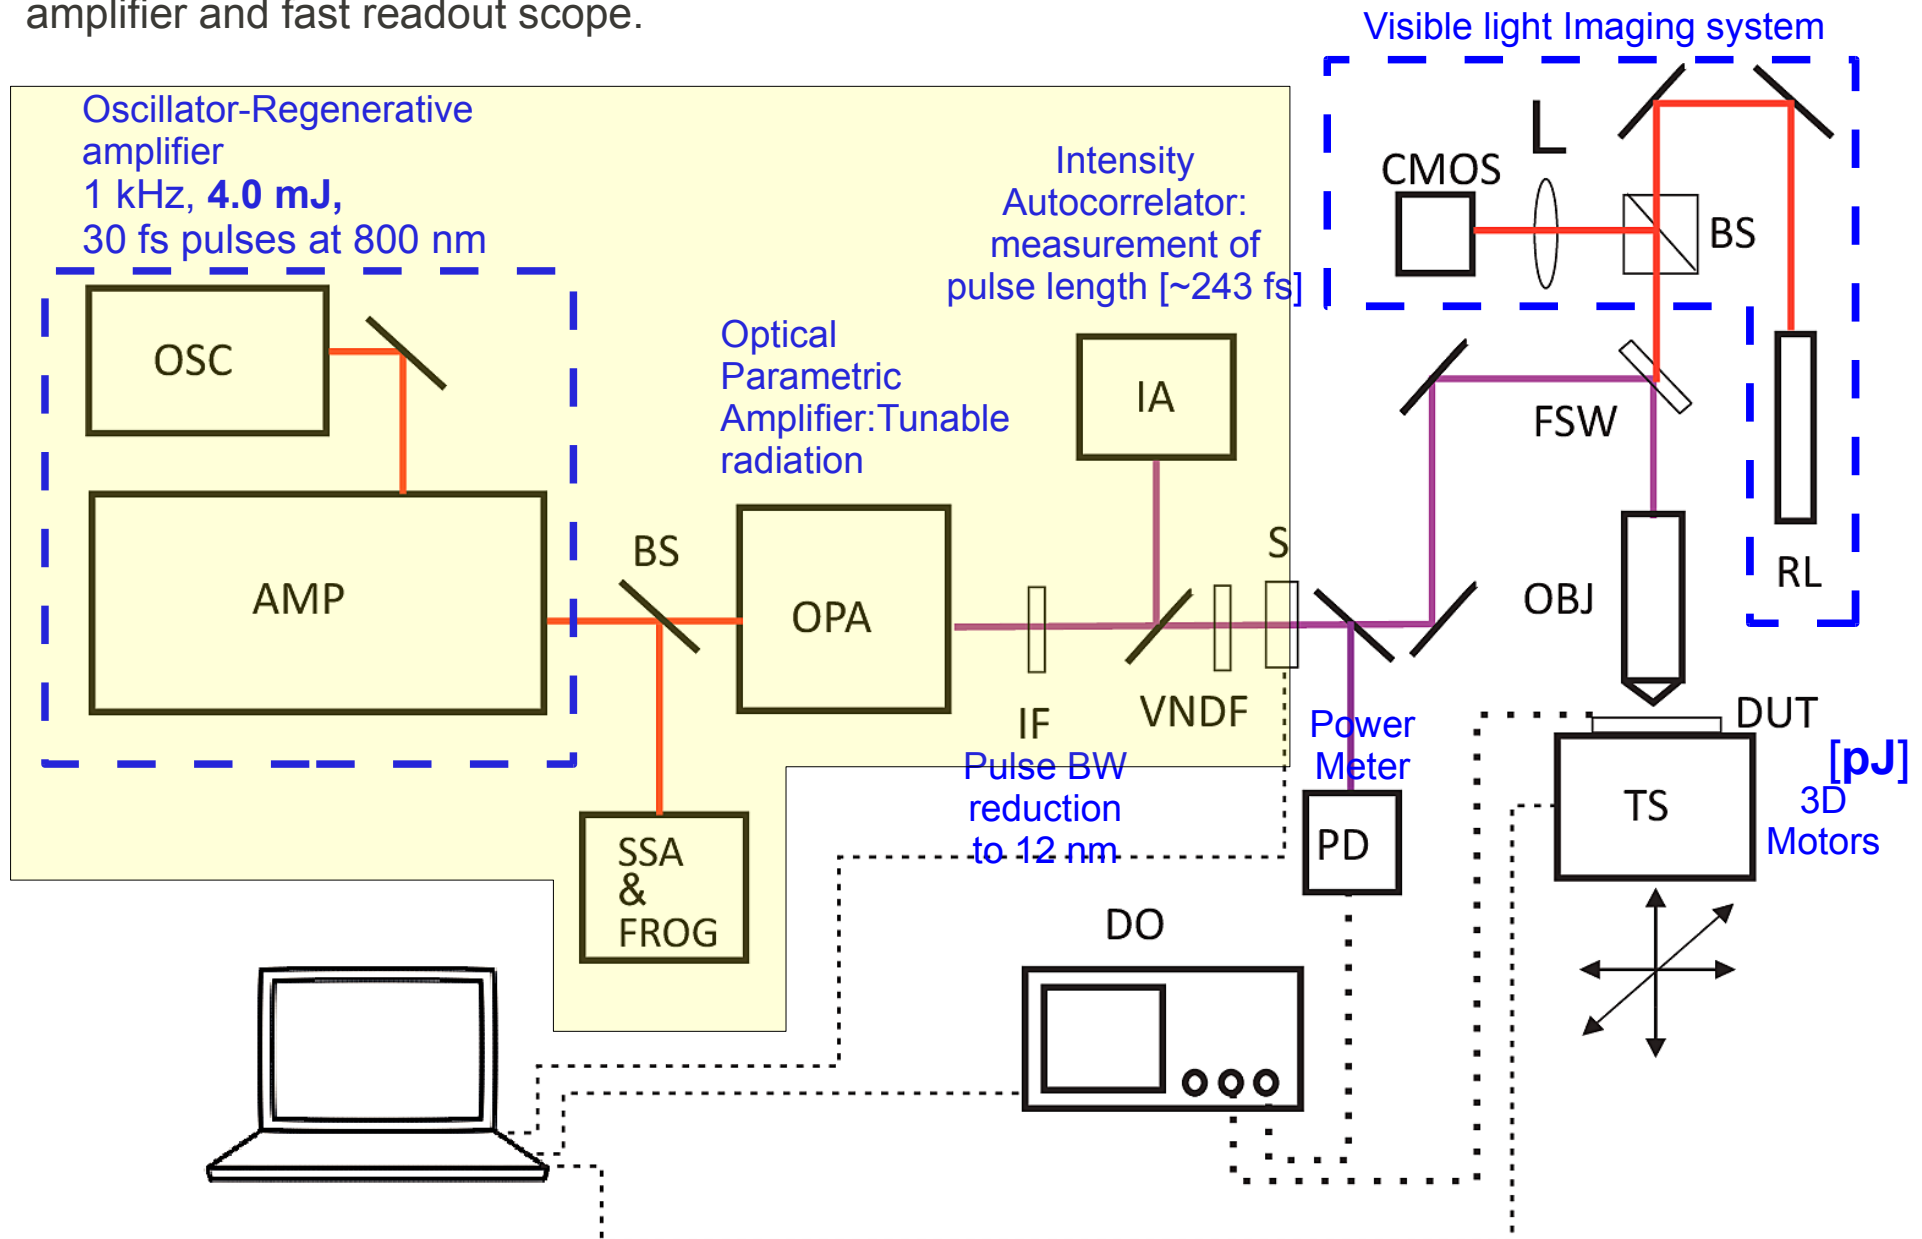 amplifier and fast readout scope.
Visible light Imaging system
Oscillator-Regenerative
amplifier
1 kHz, 4.0 mJ,
30 fs pulses at 800 nm
Intensity
Autocorrelator:
measurement of
pulse length [~243 fs]
CMOS
L
BS
OSC
Optical
Parametric
Amplifier:Tunable
radiation
IA
FSW
RL
AMP
BS
OPA
S
OBJ
IF
VNDF
DUT
Pulse BW
reduction
to 12 nm
Power
Meter
PD
TS
[pJ]
3D
Motors
SSA
&
FROG
DO